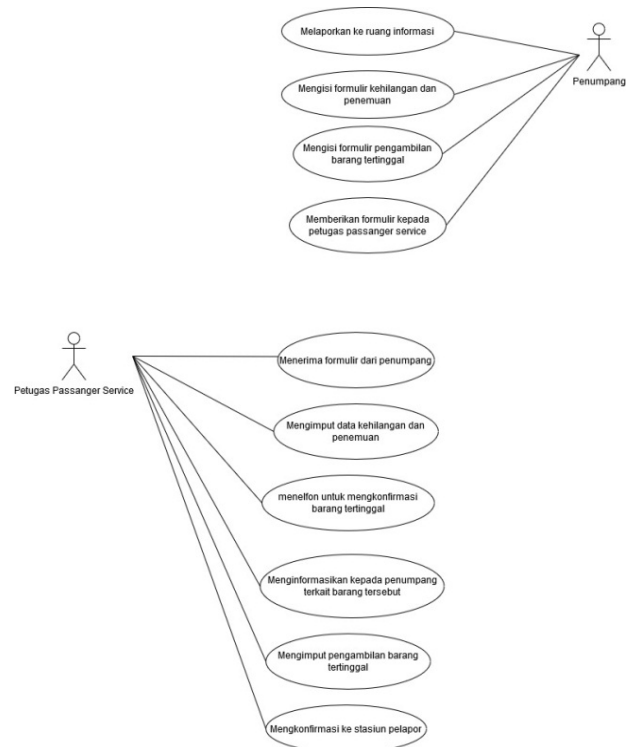 Melaporkan ke ruang informasi
Penumpang
Mengisi formulir kehilangan dan
penemuan
Mengisi formulir pengambilan
barang tertinggal
Memberikan formulir kepada
petugas passanger service
Petugas Passanger Service
Menerima formulir dari penumpang
Mengimput data kehilangan dan
penemuan
menelfon untuk mengkonfirmasi
barang tertinggal
Menginformasikan kepada penumpang
terkait barang tersebut
Mengimput pengambilan barang
tertinggal
Mengkonfirmasi ke stasiun pelapor